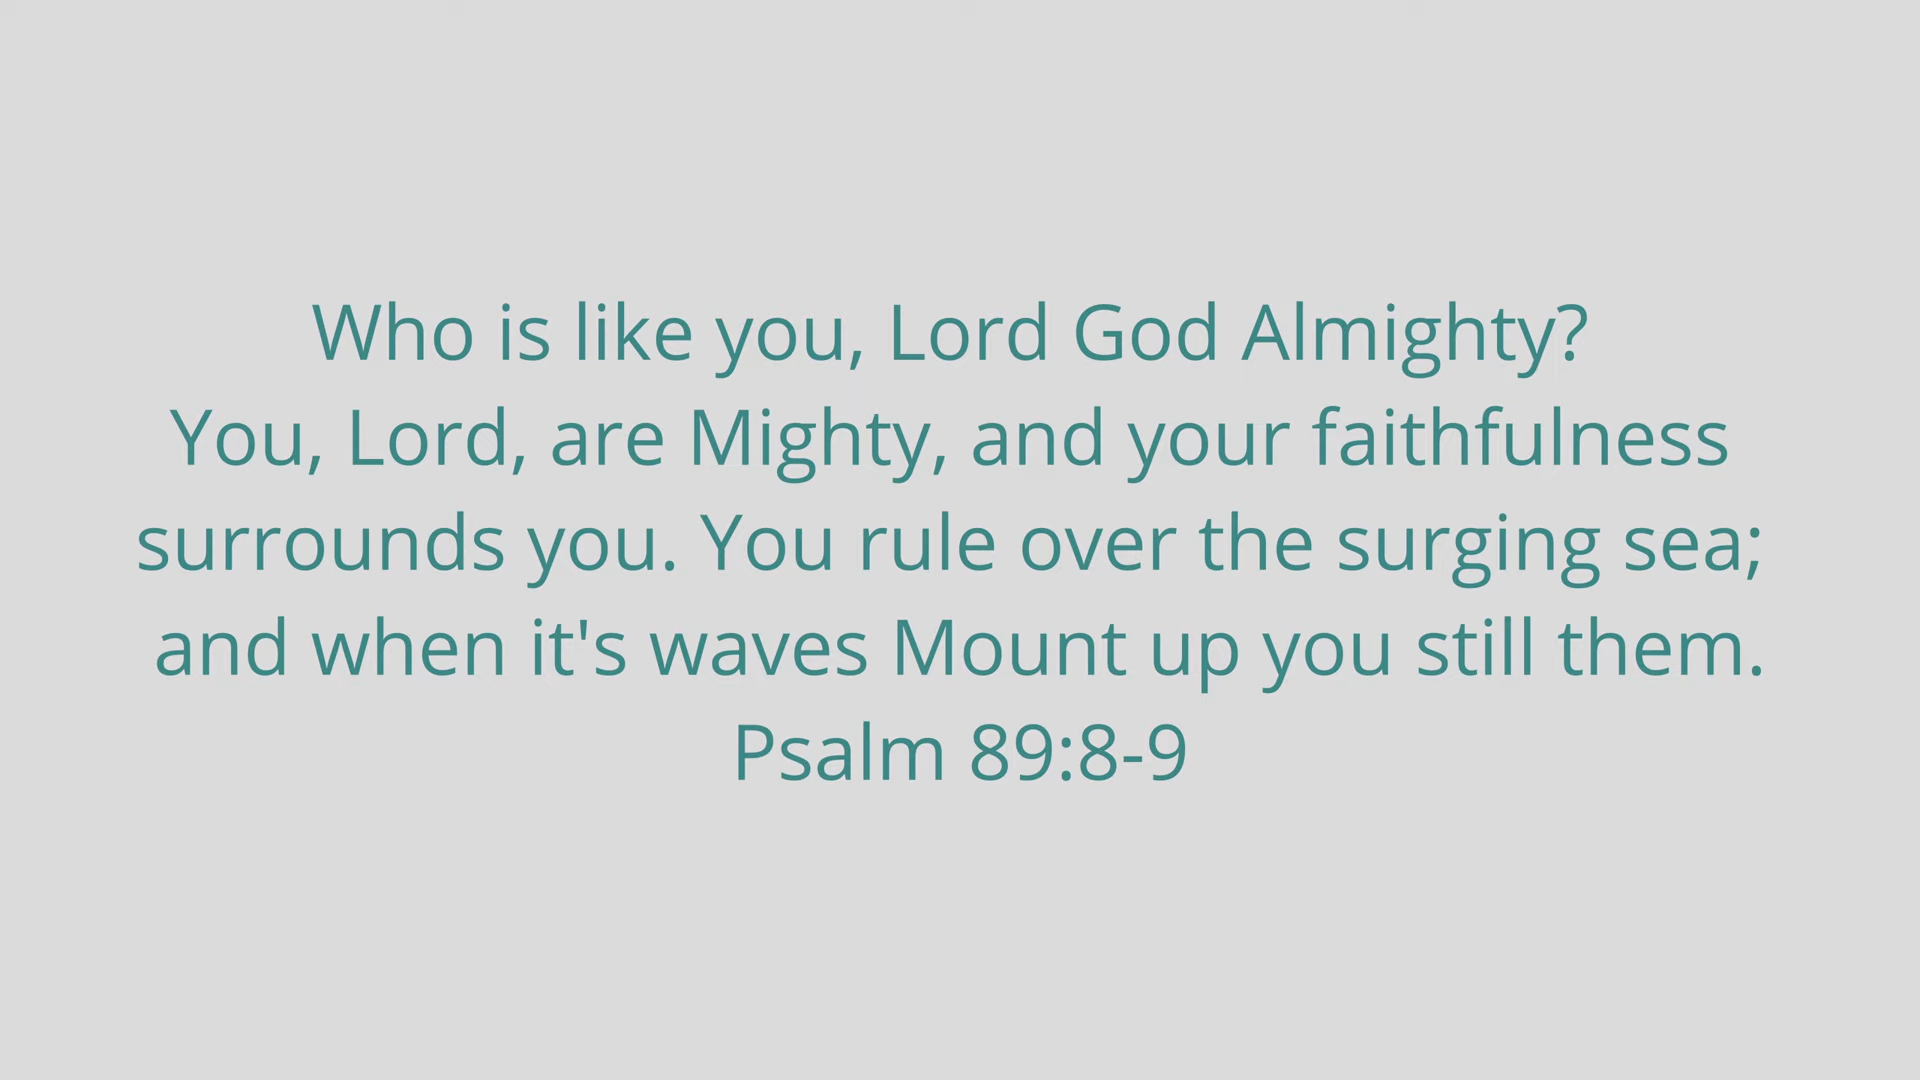 Who is like you, Lord God Almighty?
You, Lord, are Mighty, and your faithfulness
surrounds you. You rule over the surging sea;
and when it's waves Mount up you still them.
Psalm 89:8-9